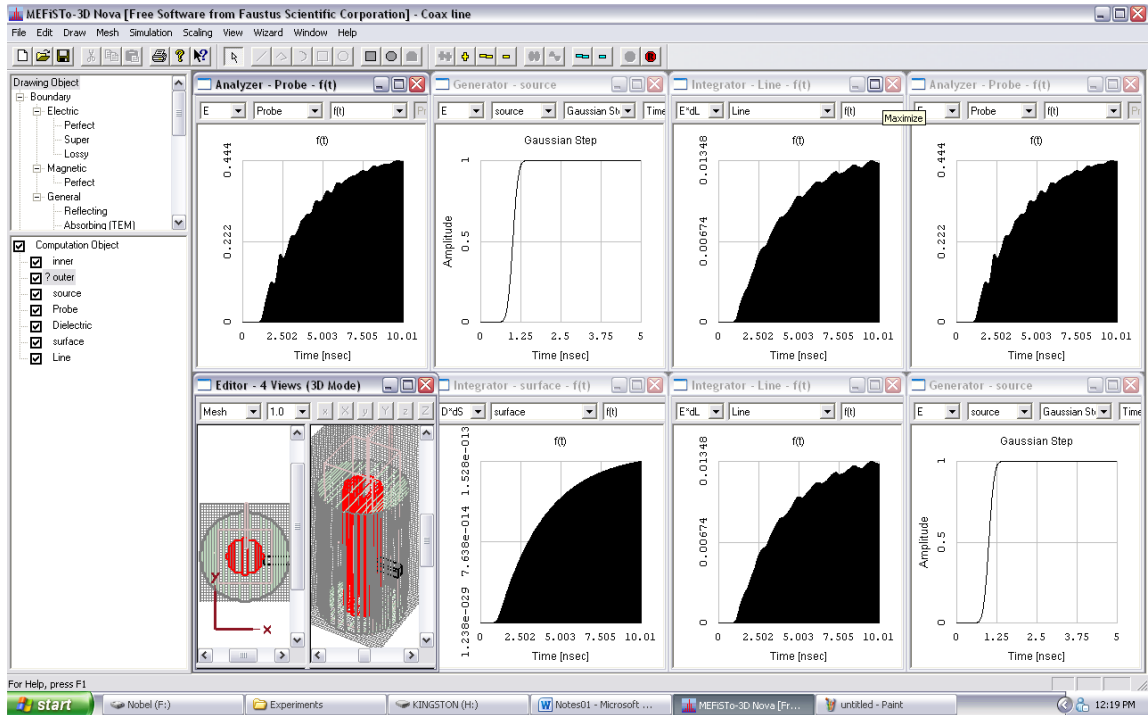 MEFiSTo-3D Nova [Free Software from Faustus Scientific Corporation] - Coax line
File Edit Draw Mesh Simulation Scaling View Wizard Window Help
Drawing Object
Boundary
Electric
Perfect
Super
Lossy
Magnetic
Perfect
General
Reflecting
Absorbing (TEM)
Computation Object
inner
? outer
source
Probe
Dielectric
surface
Line
Analyzer - Probe - f(t)
E Probe f(t)
f(t)
0.444
0.222
0
0 2.502 5.003 7.505 10.01
Time [nsec]
Generator - source
E source Gaussian St Time
Gaussian Step
Amplitude
1
0.5
0
0 1.25 2.5 3.75 5
Time [nsec]
Integrator - Line - f(t)
E*dL Line f(t)
Maximize
f(t)
0.01348
0.00674
0
0 2.502 5.003 7.505 10.01
Time [nsec]
Analyzer - Probe - f(t)
Probe f(t)
f(t)
0.444
0.222
0
0 2.502 5.003 7.505 10.01
Time [nsec]
Editor - 4 Views (3D Mode)
Mesh 1.0 x X y Y z Z
Y
X
Integrator - surface - f(t)
D*dS surface f(t)
f(t)
1.528e-013
7.638e-014
1.238e-029
0 2.502 5.003 7.505 10.01
Time [nsec]
Integrator - Line - f(t)
E*dL Line f(t)
f(t)
0.01348
0.00674
0
0 2.502 5.003 7.505 10.01
Time [nsec]
Generator - source
E source Gaussian St Time
Gaussian Step
Amplitude
1
0.5
0
0 1.25 2.5 3.75 5
Time [nsec]
For Help, press F1
start Nobel (F:) Experiments KINGSTON (H:) Notes01 - Microsoft ... MEFiSTo-3D Nova [Fr... untitled - Paint 12:19 PM